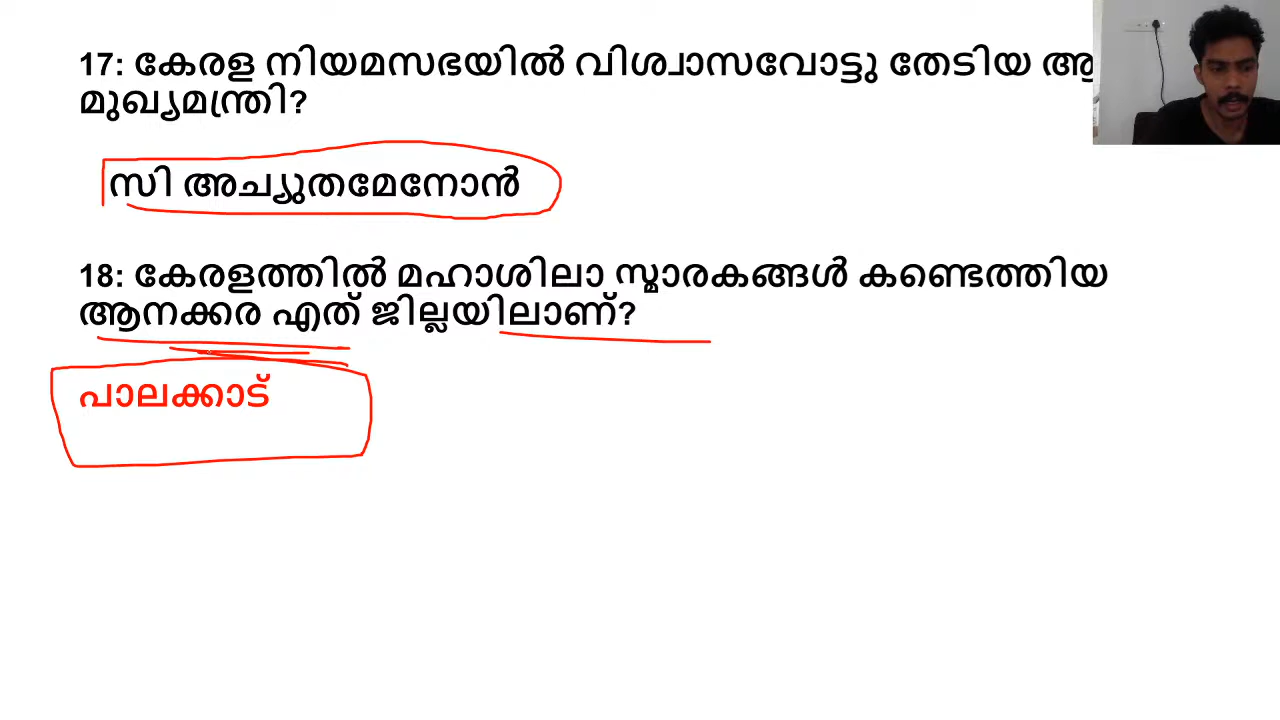 17: കേരള നിയമസഭയിൽ വിശ്വാസവോട്ടു തേടിയ
മുഖ്യമന്ത്രി?
സി അച്യുതമേനോൻ
18: കേരളത്തിൽ മഹാശിലാ സ്മാരകങ്ങൾ കണ്ടെത്തിയ
ആനക്കര എത് ജില്ലയിലാണ്?
പാലക്കാട്